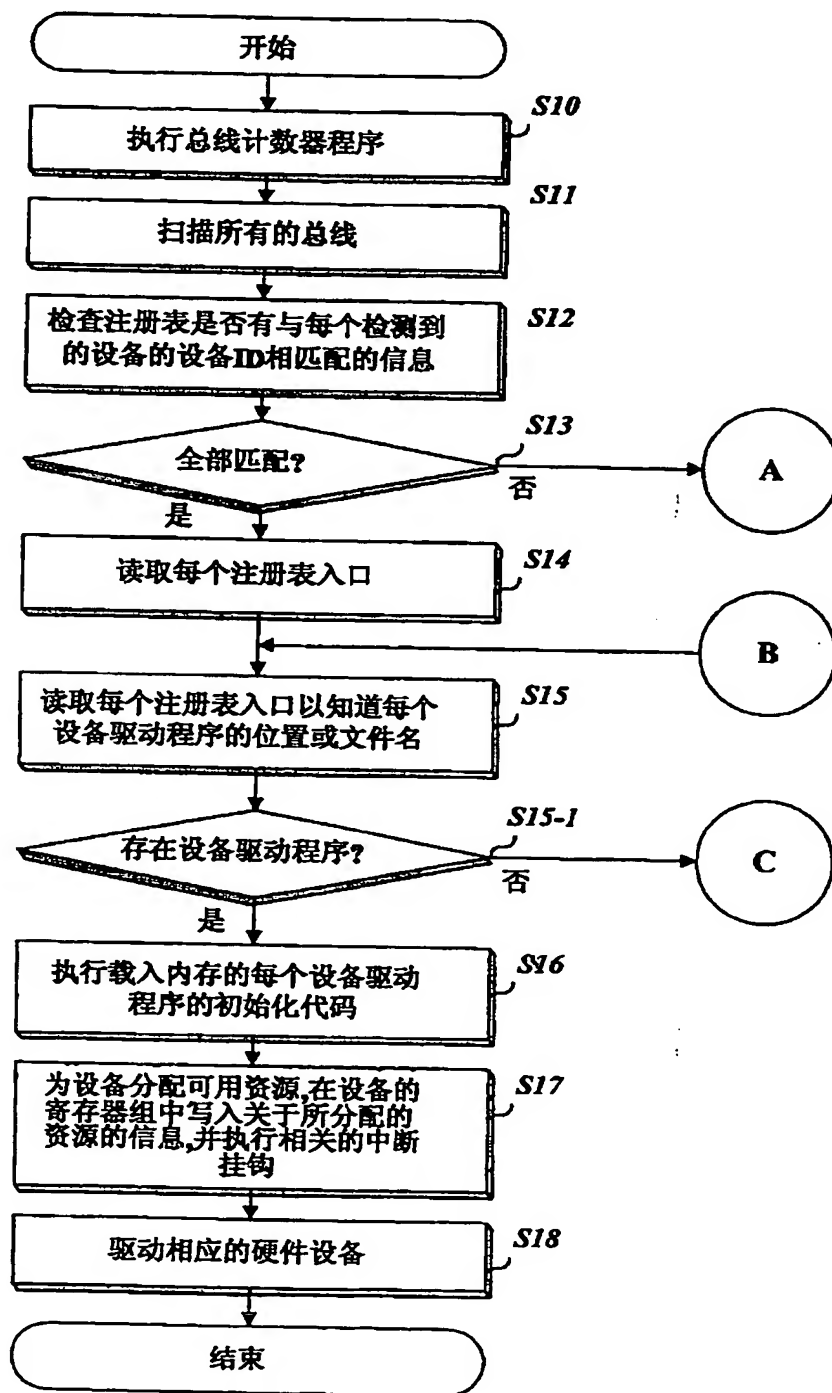 开始
S10
执行总线计数器程序
S11
扫描所有的总线
S12
检查注册表是否有与每个检测到
的设备的设备ID相匹配的信息
S13
全部匹配?
否
A
是
S14
读取每个注册表入口
B
S15
读取每个注册表入口以知道每个
设备驱动程序的位置或文件名
S15-1
存在设备驱动程序?
否
C
是
S16
执行载入内存的每个设备驱动
程序的初始化代码
S17
为设备分配可用资源,在设备的
寄存器组中写入关于所分配的
资源的信息,并执行相关的中断
挂钩
S18
驱动相应的硬件设备
结束